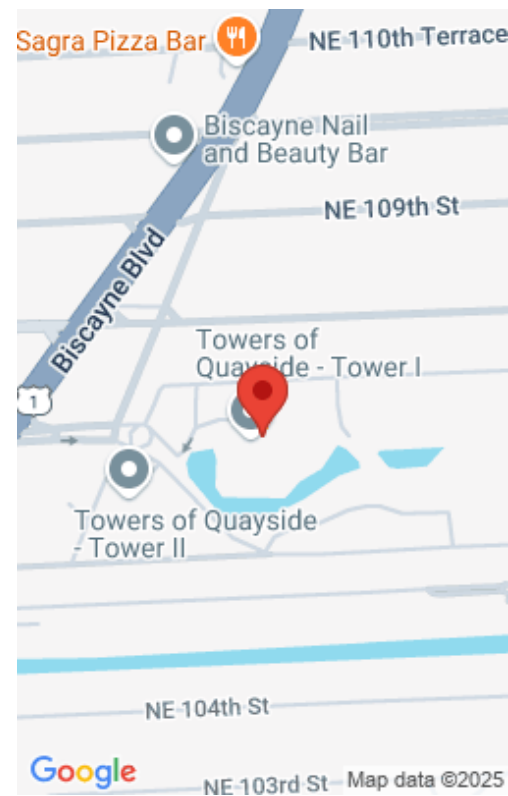 Sagra Pizza Bar
NE 110th Terrace
Biscayne Nail
and Beauty Bar
NE 109th St
Biscayne Blvd
Towers of
Quayside - Tower I
1
Towers of Quayside
- Tower II
NE 104th St
Google
NE 103rd St
Map data ©2025